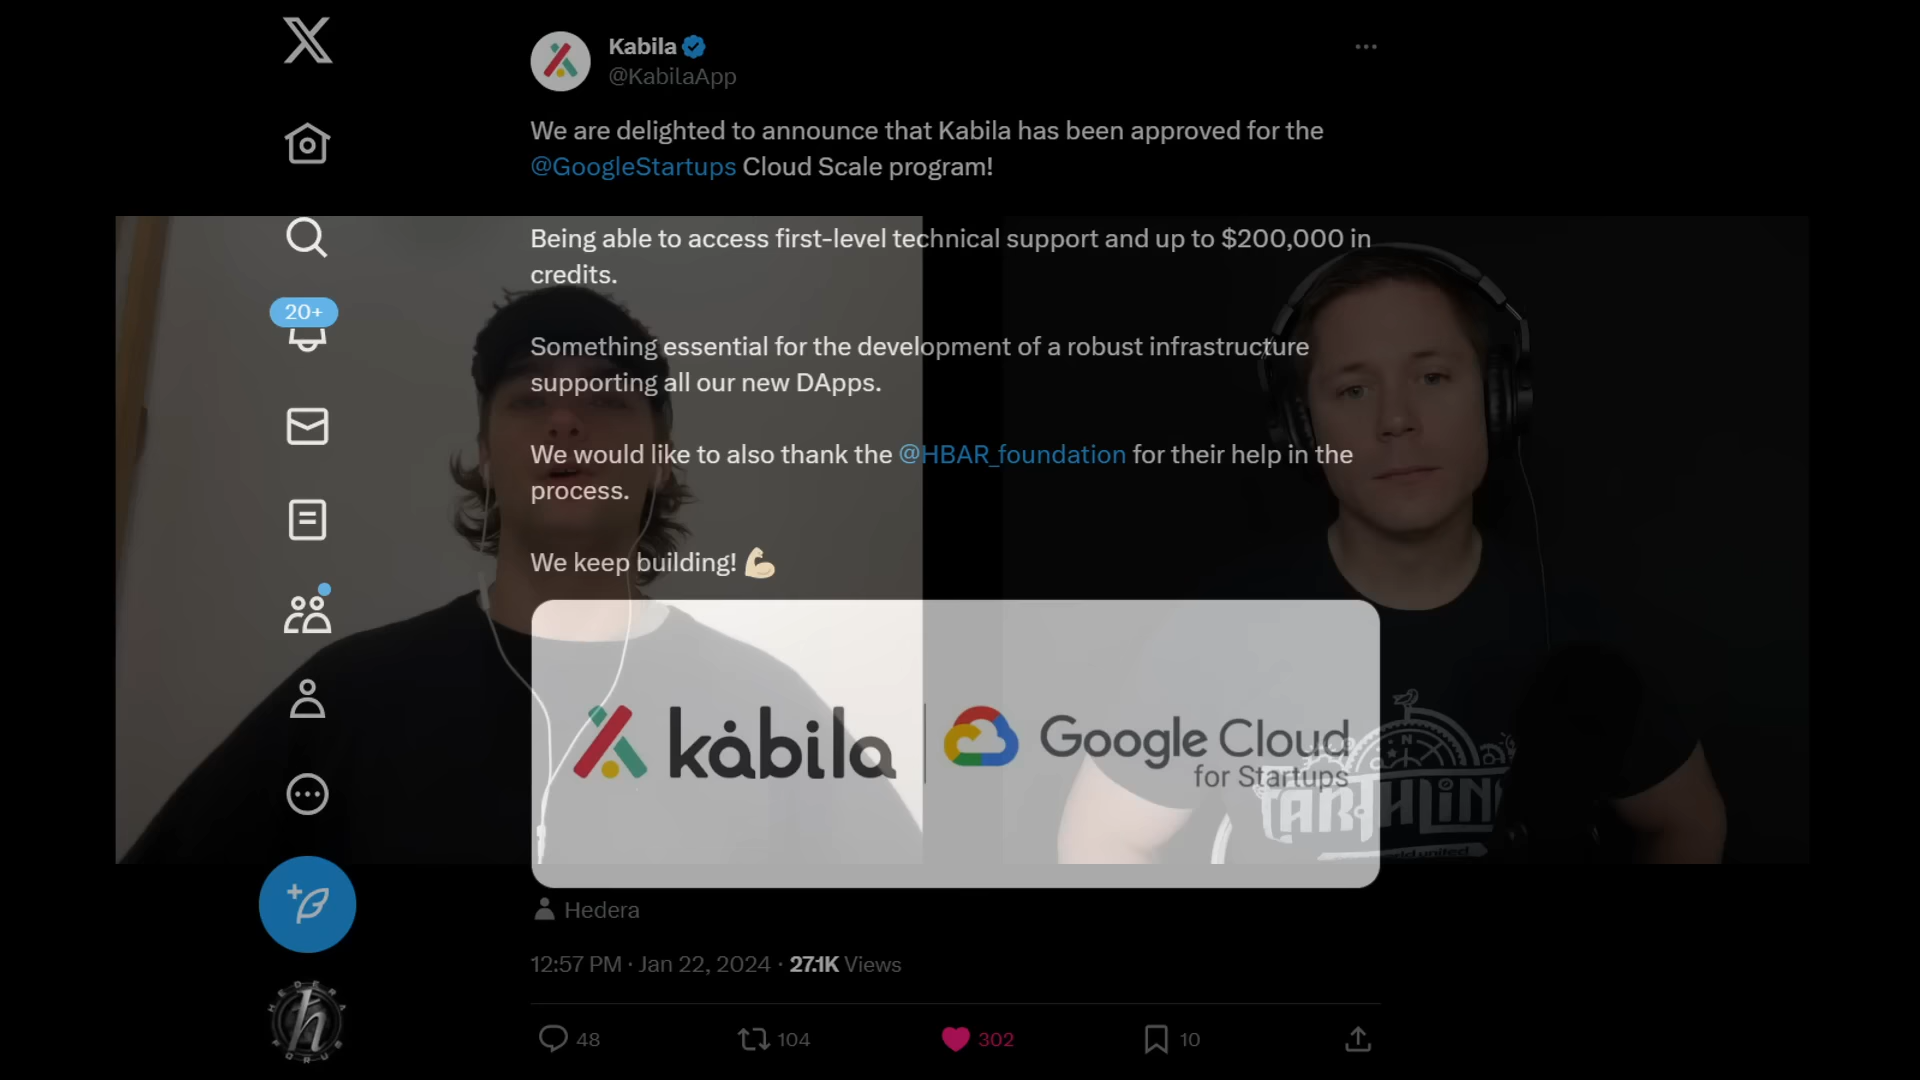 Kabila
@KabilaApp
We are delighted to announce that Kabila has been approved for the
@GoogleStartups Cloud Scale program!
Being able to access first-level technical support and up to $200,000 in
credits.
20+
Something essential for the development of a robust infrastructure
supporting all our new DApps.
We would like to also thank the @HBAR_foundation for their help in the
process.
We keep building! 💪🏻
kabila
Google Cloud
for Startups
EARTHLING
Hedera
12:57 PM · Jan 22, 2024 · 27.1K Views
HEDERA
48
104
302
10